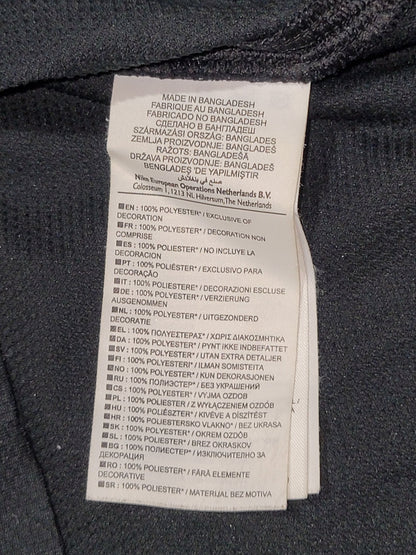 MADE IN BANGLADESH
FABRIQUE AU BANGLADESH
FABRICADO NO BANGLADESH
СДЕЛАНО В БАНГЛАДЕШ
SZÁRMAZÁSI ORSZÁG: BANGLADES
ZEMLJA PROIZVODNJE: BANGLADEŠ
RAŽOTS: BANGLADEŠĀ
DRŽAVA PROIZVODNJE: BANGLADEŠ
BENGLADEŞ'DE YAPILMIŞTIR
صنع في بنغلادش
Nike European Operations Netherlands B.V.
Colosseum 1, 1213 NL Hilversum, The Netherlands
EN : 100% POLYESTER* / EXCLUSIVE OF
DECORATION
FR : 100% POLYESTER* / DECORATION NON
COMPRISE
ES : 100% POLIÉSTER* / NO INCLUYE LA
DECORACION
PT : 100% POLIÉSTER* / EXCLUSIVO PARA
DECORAÇÃO
IT : 100% POLIESTERE* / DECORAZIONI ESCLUSE
DE : 100% POLYESTER* / VERZIERUNG
AUSGENOMMEN
NL : 100% POLYESTER* / UITGEZONDERD
DECORATIE
EL : 100% ΠΟΛΥΕΣΤΕΡΑΣ* / ΧΩΡΙΣ ΔΙΑΚΟΣΜΗΤΙΚΑ
DA : 100% POLYESTER* / PYNT IKKE INDBEFATTET
SV : 100% POLYESTER* / UTAN EXTRA DETALJER
FI : 100% POLYESTERI* / ILMAN SOMISTEITA
NO : 100% POLYESTER* / KUN DEKORASJONEN
RU : 100% ПОЛИЭСТЕР* / БЕЗ УКРАШЕНИЙ
CS : 100% POLYESTER* / BEZ OZDOB
PL : 100% POLIESTER* / Z WYŁĄCZENIEM OZDÓB
HU : 100% POLIÉSZTER* / KIVÉVE A DÍSZÍTÉST
HR : 100% POLIESTERSKO VLAKNO* / BEZ UKRASA
SK : 100% POLYESTER* / OKREM OZDÔB
SL : 100% POLIESTER* / BREZ OKRASKOV
BG : 100% ПОЛИЕСТЕР* / ИЗКЛЮЧИТЕЛНО ЗА
ДЕКОРАЦИЯ
RO : 100% POLIESTER* / FĂRĂ ELEMENTE
DECORATIVE
SR : 100% POLIESTER* / MATERIJAL BEZ MOTIVA